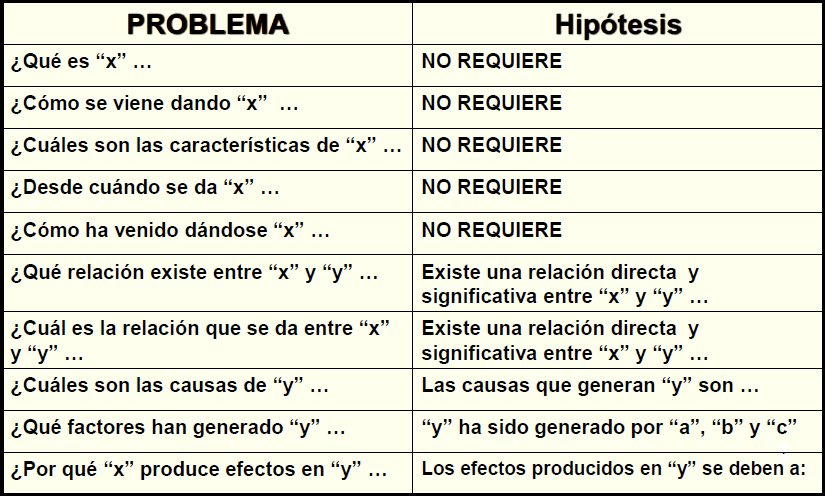 PROBLEMA Hipótesis
¿Qué es “x” … NO REQUIERE
¿Cómo se viene dando “x” … NO REQUIERE
¿Cuáles son las características de “x” … NO REQUIERE
¿Desde cuándo se da “x” … NO REQUIERE
¿Cómo ha venido dándose “x” … NO REQUIERE
¿Qué relación existe entre “x” y “y” … Existe una relación directa y
significativa entre “x” y “y” …
¿Cuál es la relación que se da entre “x” Existe una relación directa y
y “y” … significativa entre “x” y “y” …
¿Cuáles son las causas de “y” … Las causas que generan “y” son …
¿Qué factores han generado “y” … “y” ha sido generado por “a”, “b” y “c”
¿Por qué “x” produce efectos en “y” … Los efectos producidos en “y” se deben a: